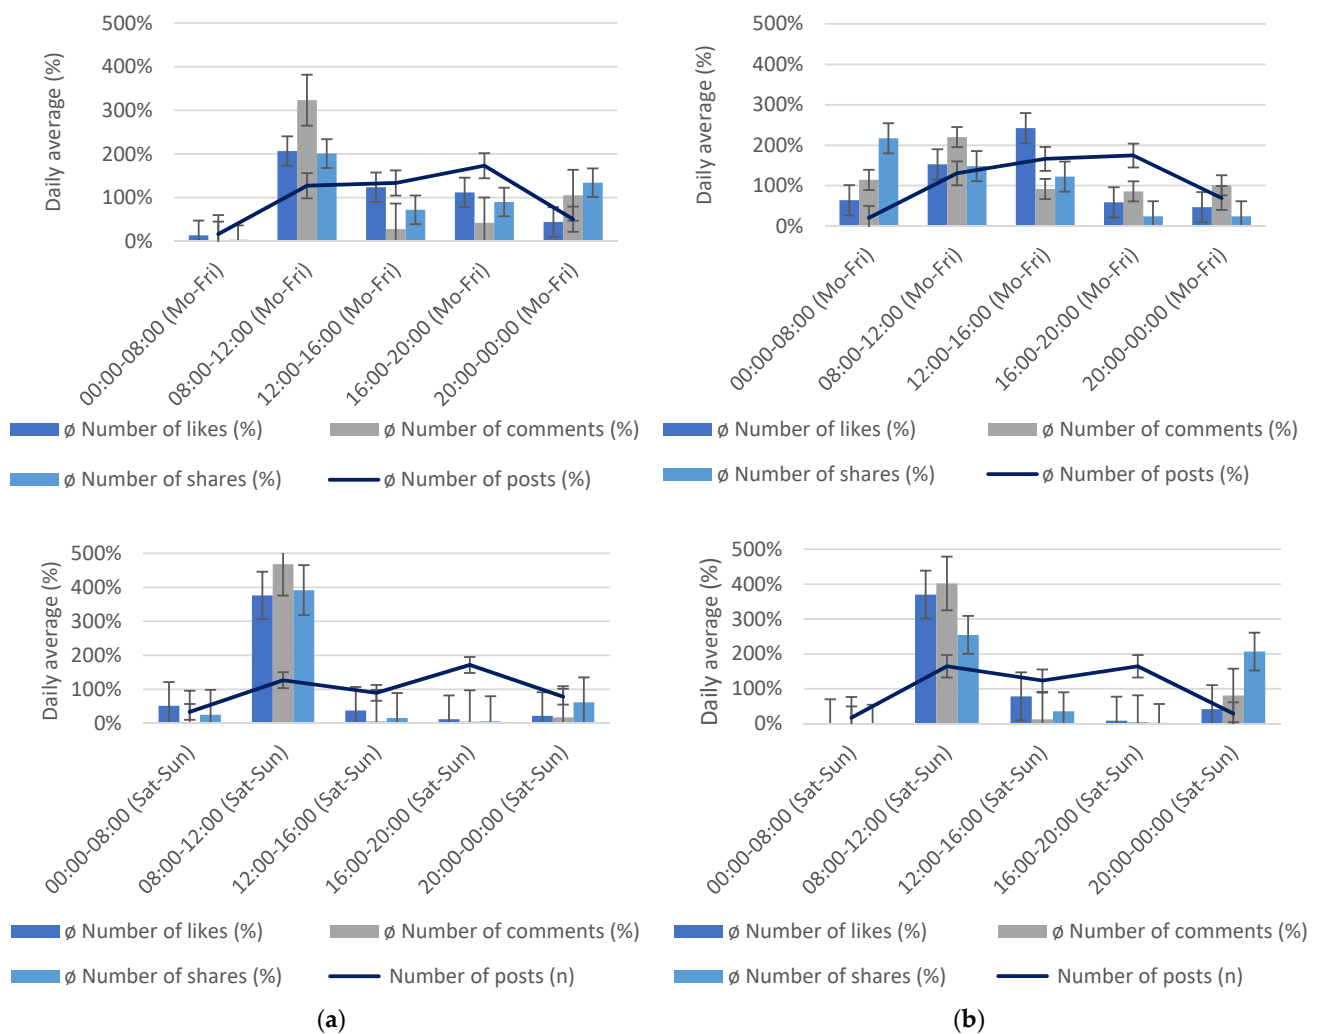 500%
400%
300%
200%
100%
0%
Daily average (%)
00:00-08:00 (Mo-Fri)
08:00-12:00 (Mo-Fri)
12:00-16:00 (Mo-Fri)
16:00-20:00 (Mo-Fri)
20:00-00:00 (Mo-Fri)
ø Number of likes (%)
ø Number of comments (%)
ø Number of shares (%)
ø Number of posts (%)
500%
400%
300%
200%
100%
0%
Daily average (%)
00:00-08:00 (Mo-Fri)
08:00-12:00 (Mo-Fri)
12:00-16:00 (Mo-Fri)
16:00-20:00 (Mo-Fri)
20:00-00:00 (Mo-Fri)
ø Number of likes (%)
ø Number of comments (%)
ø Number of shares (%)
ø Number of posts (%)
500%
400%
300%
200%
100%
0%
Daily average (%)
00:00-08:00 (Sat-Sun)
08:00-12:00 (Sat-Sun)
12:00-16:00 (Sat-Sun)
16:00-20:00 (Sat-Sun)
20:00-00:00 (Sat-Sun)
ø Number of likes (%)
ø Number of comments (%)
ø Number of shares (%)
Number of posts (n)
500%
400%
300%
200%
100%
0%
Daily average (%)
00:00-08:00 (Sat-Sun)
08:00-12:00 (Sat-Sun)
12:00-16:00 (Sat-Sun)
16:00-20:00 (Sat-Sun)
20:00-00:00 (Sat-Sun)
ø Number of likes (%)
ø Number of comments (%)
ø Number of shares (%)
Number of posts (n)
(a)
(b)